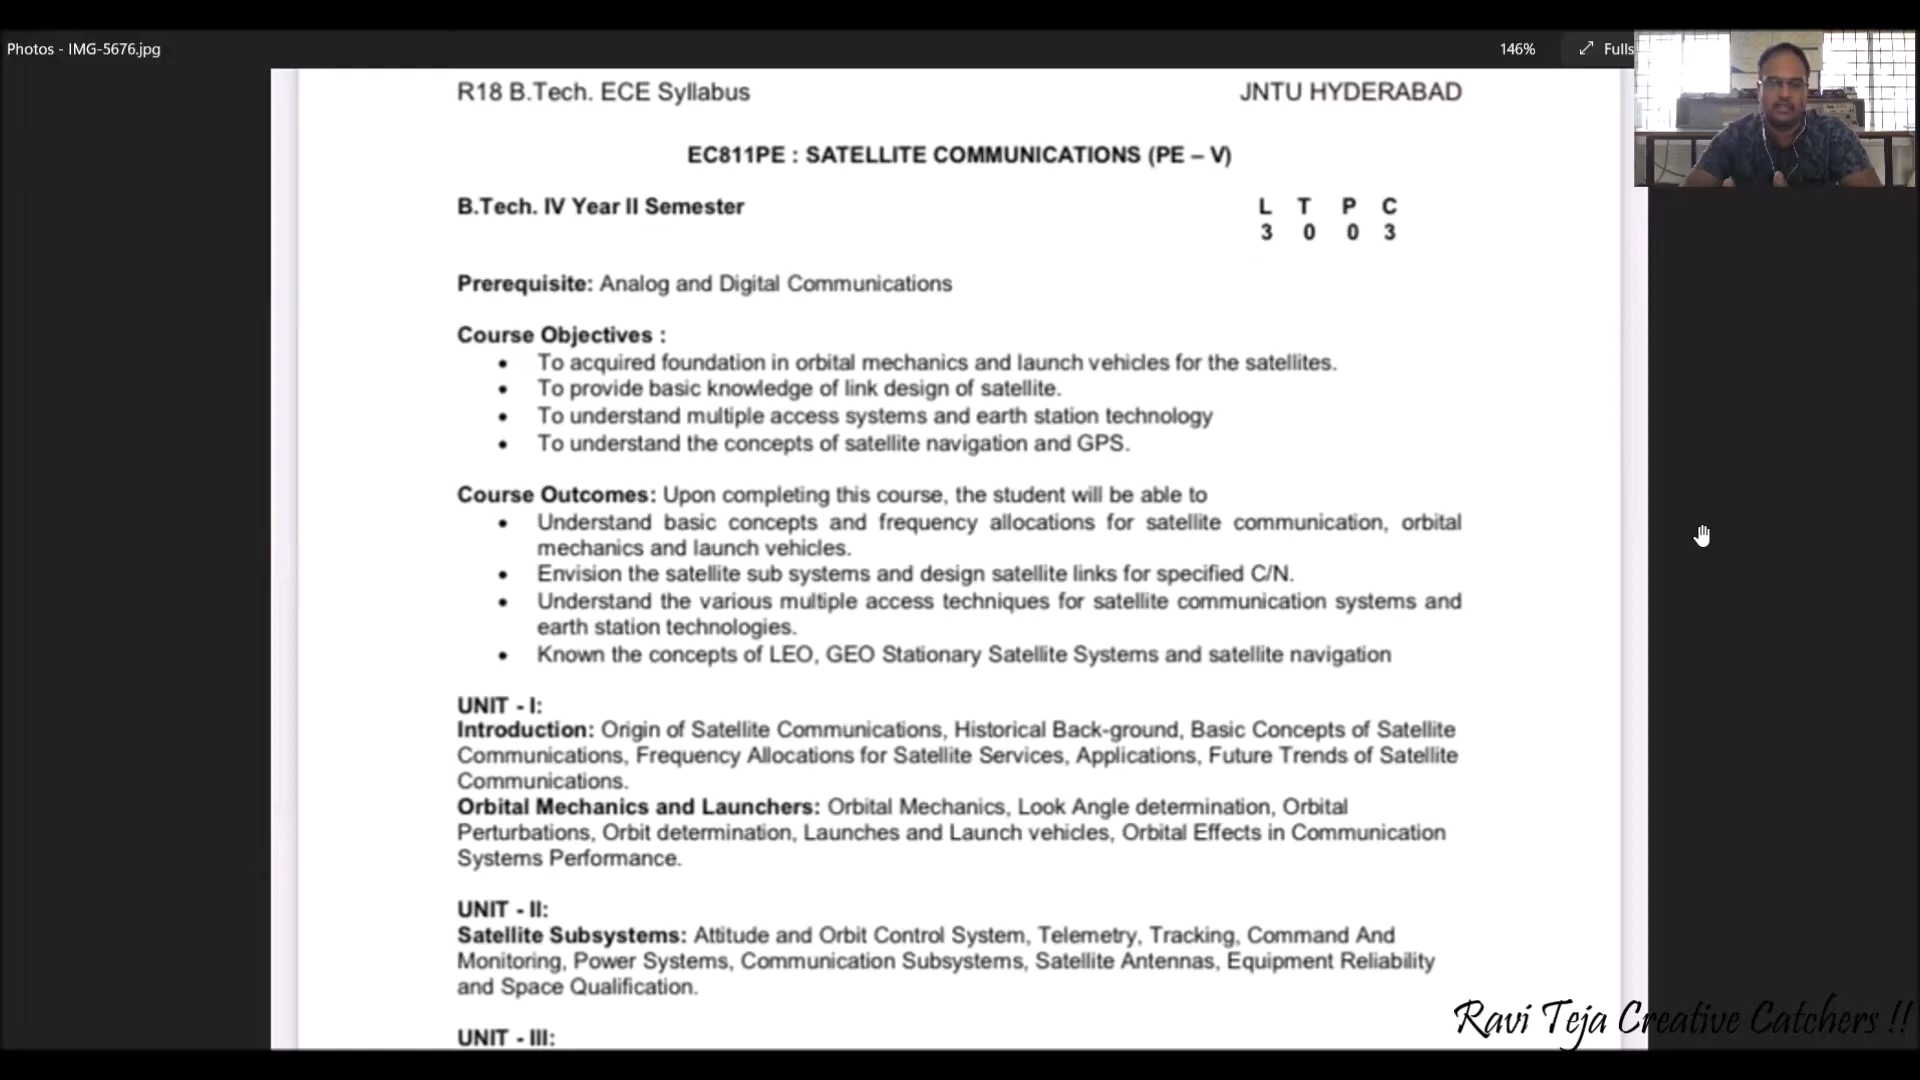 Photos - IMG-5676.jpg
146%
Fulls
R18 B.Tech. ECE Syllabus JNTU HYDERABAD
EC811PE : SATELLITE COMMUNICATIONS (PE – V)
B.Tech. IV Year II Semester L T P C
3 0 0 3
Prerequisite: Analog and Digital Communications
Course Objectives :
• To acquired foundation in orbital mechanics and launch vehicles for the satellites.
• To provide basic knowledge of link design of satellite.
• To understand multiple access systems and earth station technology
• To understand the concepts of satellite navigation and GPS.
Course Outcomes: Upon completing this course, the student will be able to
• Understand basic concepts and frequency allocations for satellite communication, orbital
mechanics and launch vehicles.
• Envision the satellite sub systems and design satellite links for specified C/N.
• Understand the various multiple access techniques for satellite communication systems and
earth station technologies.
• Known the concepts of LEO, GEO Stationary Satellite Systems and satellite navigation
UNIT - I:
Introduction: Origin of Satellite Communications, Historical Back-ground, Basic Concepts of Satellite
Communications, Frequency Allocations for Satellite Services, Applications, Future Trends of Satellite
Communications.
Orbital Mechanics and Launchers: Orbital Mechanics, Look Angle determination, Orbital
Perturbations, Orbit determination, Launches and Launch vehicles, Orbital Effects in Communication
Systems Performance.
UNIT - II:
Satellite Subsystems: Attitude and Orbit Control System, Telemetry, Tracking, Command And
Monitoring, Power Systems, Communication Subsystems, Satellite Antennas, Equipment Reliability
and Space Qualification.
UNIT - III:
Ravi Teja Creative Catchers !!